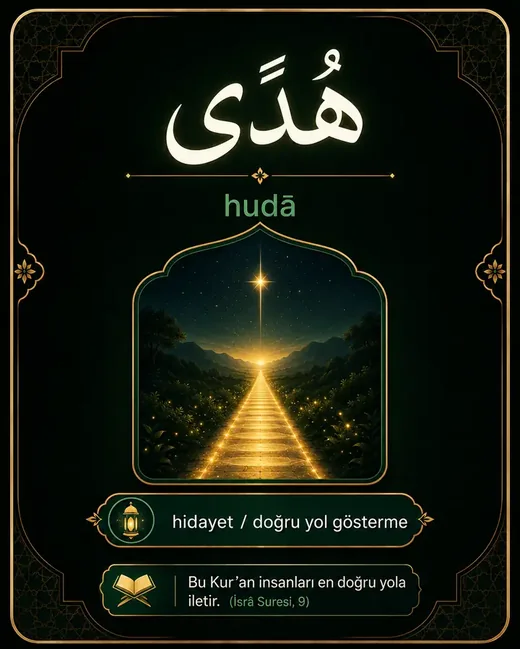 هُدًى
hudā
hidayet / doğru yol gösterme
Bu Kur'an insanları en doğru yola
iletir. (İsrâ Suresi, 9)